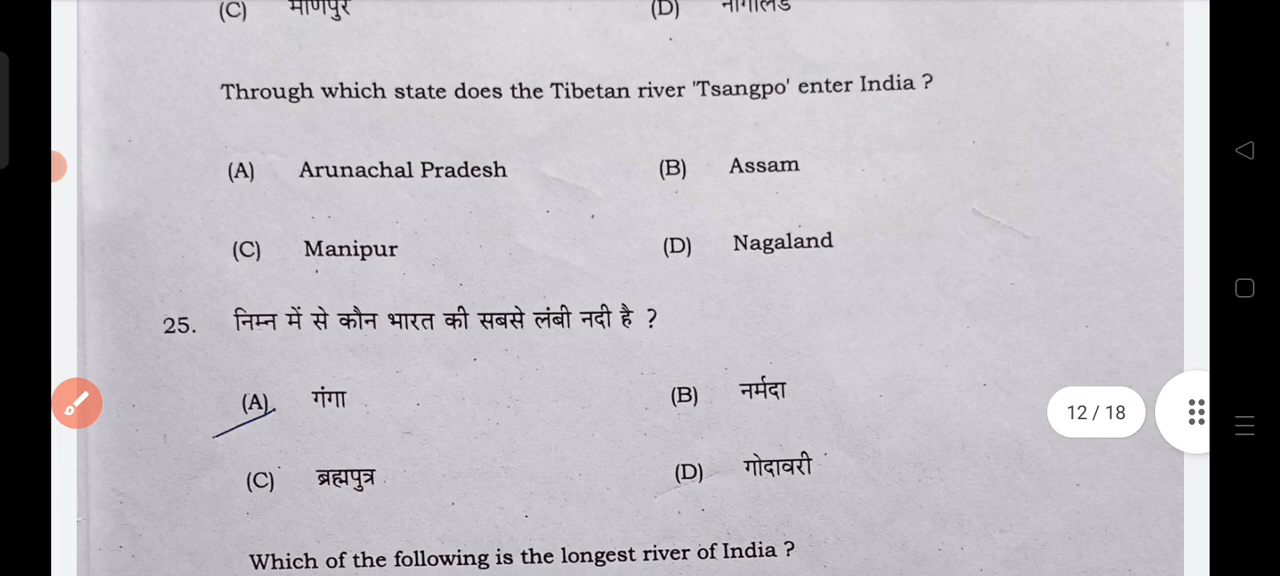 (C) मणिपुर (D) नागालैंड
Through which state does the Tibetan river 'Tsangpo' enter India ?
(A) Arunachal Pradesh (B) Assam
(C) Manipur (D) Nagaland
25. निम्न में से कौन भारत की सबसे लंबी नदी है ?
(A) गंगा (B) नर्मदा
12 / 18
(C) ब्रह्मपुत्र (D) गोदावरी
Which of the following is the longest river of India ?